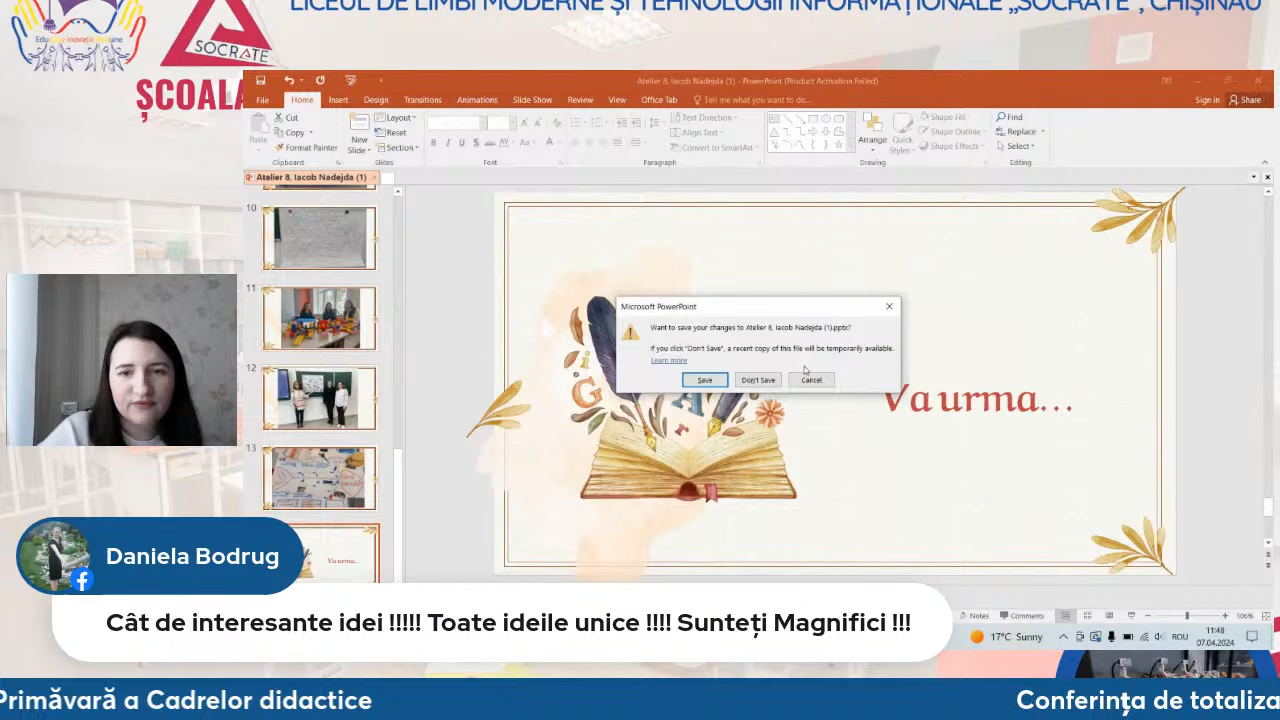 LICEUL DE LIMBI MODERNE ȘI TEHNOLOGII INFORMAȚIONALE „SOCRATE", CHIȘINĂU
SOCRATE
ȘCOALA
Atelier 8, Iacob Nadejda (1) - PowerPoint (Product Activation Failed)
File Home Insert Design Transitions Animations Slide Show Review View Office Tab Tell me what you want to do... Sign in Share
Paste
Cut
Copy
Format Painter
Clipboard
New Slide
Layout
Reset
Section
Slides
Font
Text Direction
Align Text
Convert to SmartArt
Paragraph
Arrange
Quick Styles
Shape Fill
Shape Outline
Shape Effects
Drawing
Find
Replace
Select
Editing
Atelier 8, Iacob Nadejda (1)
10
11
12
13
Va urma...
Microsoft PowerPoint
Want to save your changes to Atelier 8, Iacob Nadejda (1).pptx?
If you click "Don't Save", a recent copy of this file will be temporarily available.
Learn more
Save Don't Save Cancel
Va urma...
Notes Comments 106%
17°C Sunny ROU 11:48
07.04.2024
Daniela Bodrug
Cât de interesante idei !!!!! Toate ideile unice !!!! Sunteți Magnifici !!!
Primăvară a Cadrelor didactice Conferința de totaliza